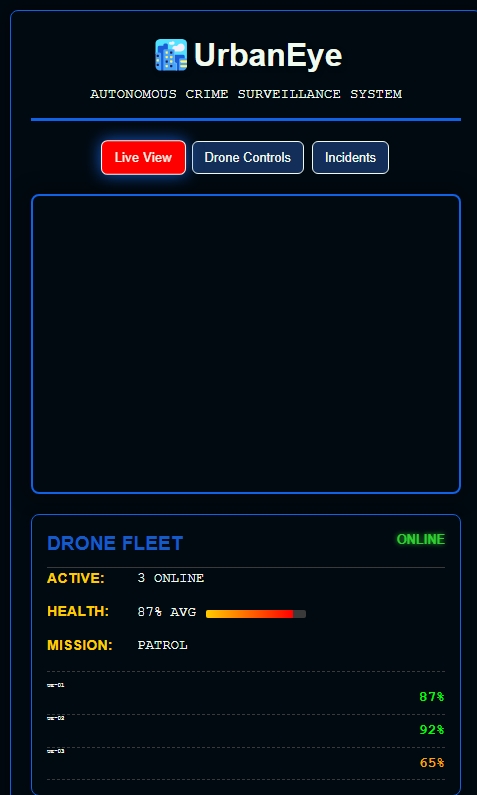 UrbanEye
AUTONOMOUS CRIME SURVEILLANCE SYSTEM
Live View
Drone Controls
Incidents
DRONE FLEET
ONLINE
ACTIVE: 3 ONLINE
HEALTH: 87% AVG
MISSION: PATROL
87%
92%
65%